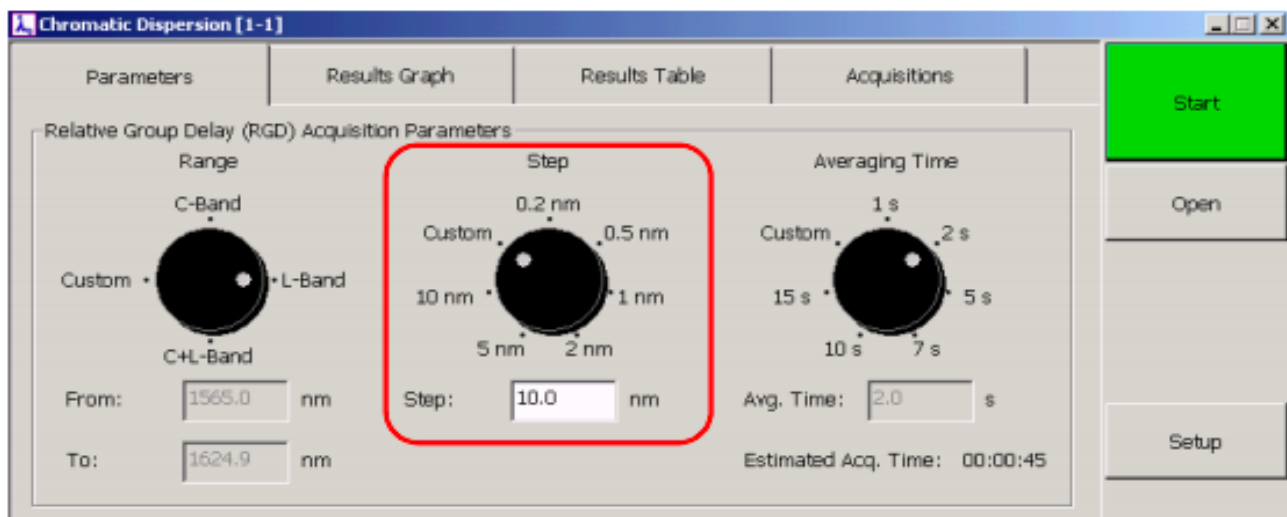 Chromatic Dispersion [1-1]
Parameters
Results Graph
Results Table
Acquisitions
Start
Open
Setup
Relative Group Delay (RGD) Acquisition Parameters
Range
C-Band
Custom
L-Band
C+L-Band
From: 1565.0 nm
To: 1624.9 nm
Step
0.2 nm
Custom
0.5 nm
10 nm
1 nm
5 nm
2 nm
Step: 10.0 nm
Averaging Time
1 s
Custom
2 s
15 s
5 s
10 s
7 s
Avg. Time: 2.0 s
Estimated Acq. Time: 00:00:45